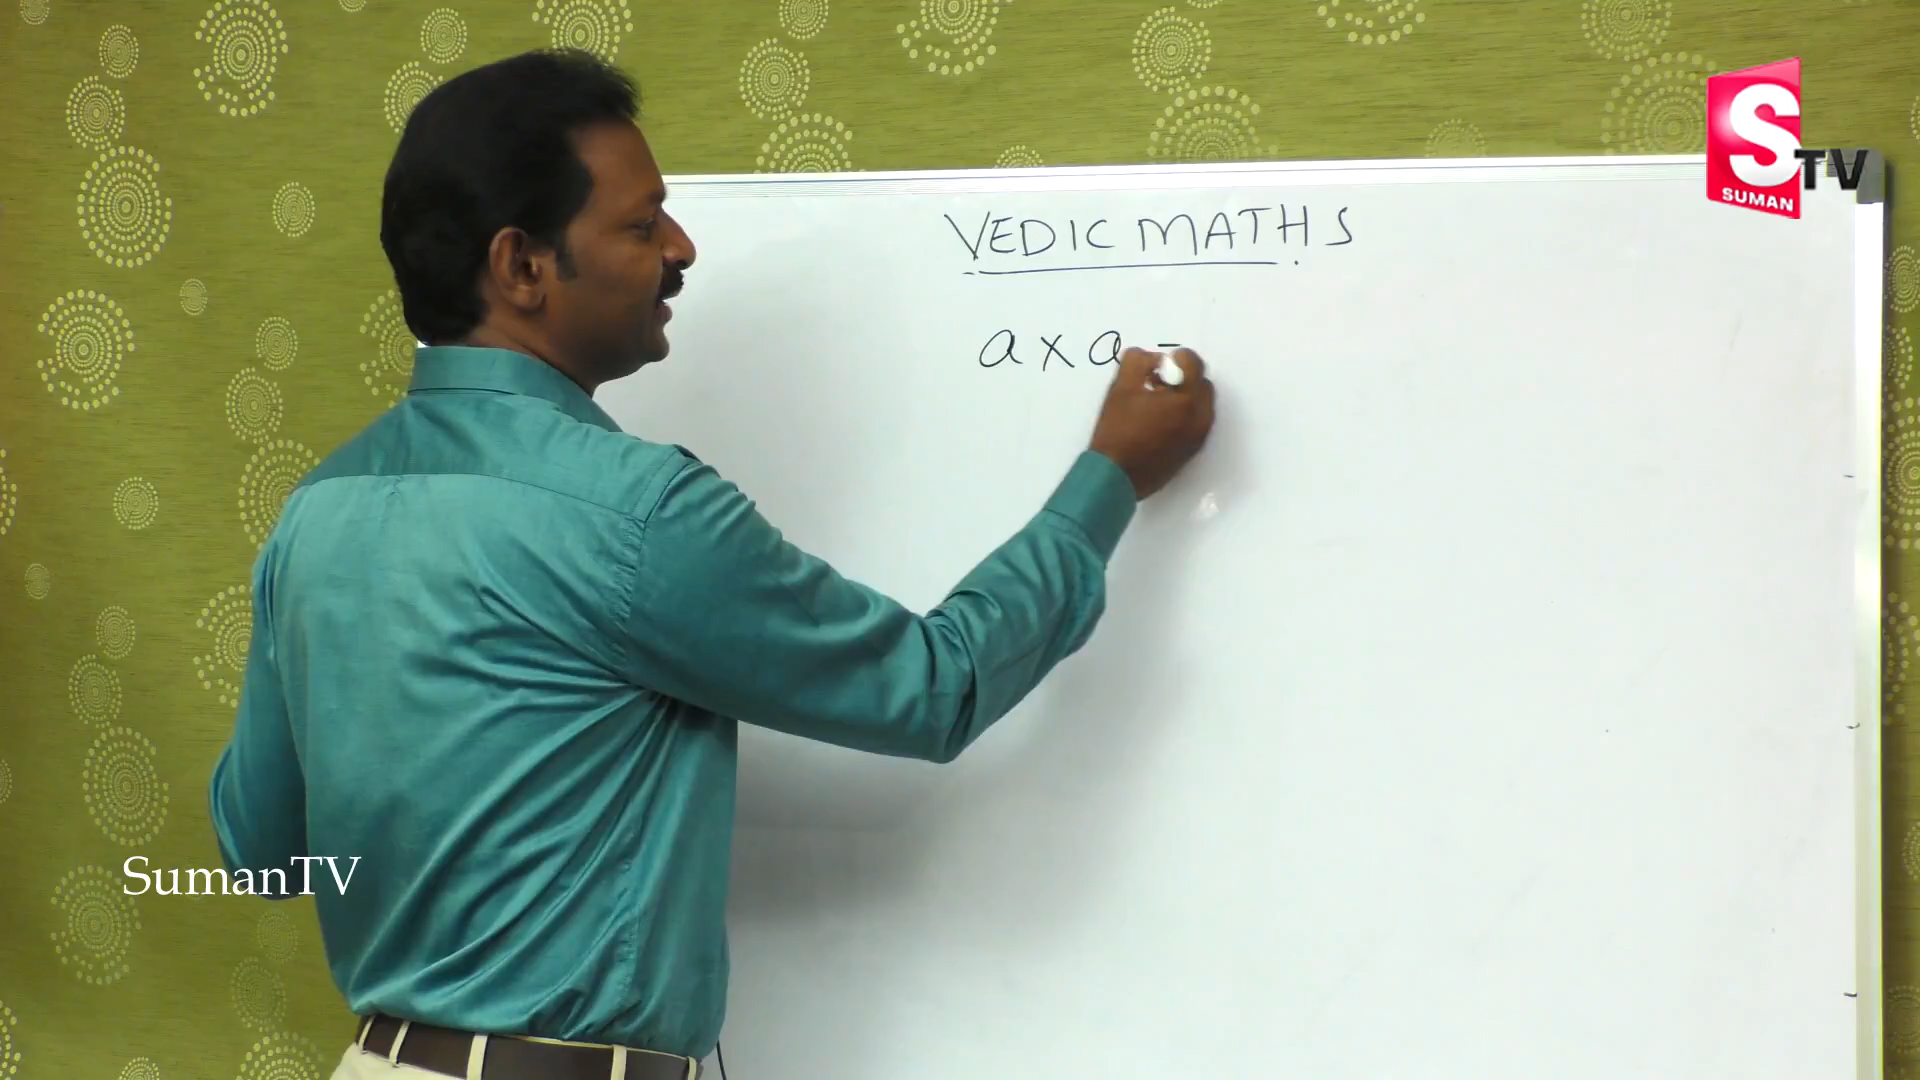 VEDIC MATHS
a x a =
S TV
SUMAN
SumanTV